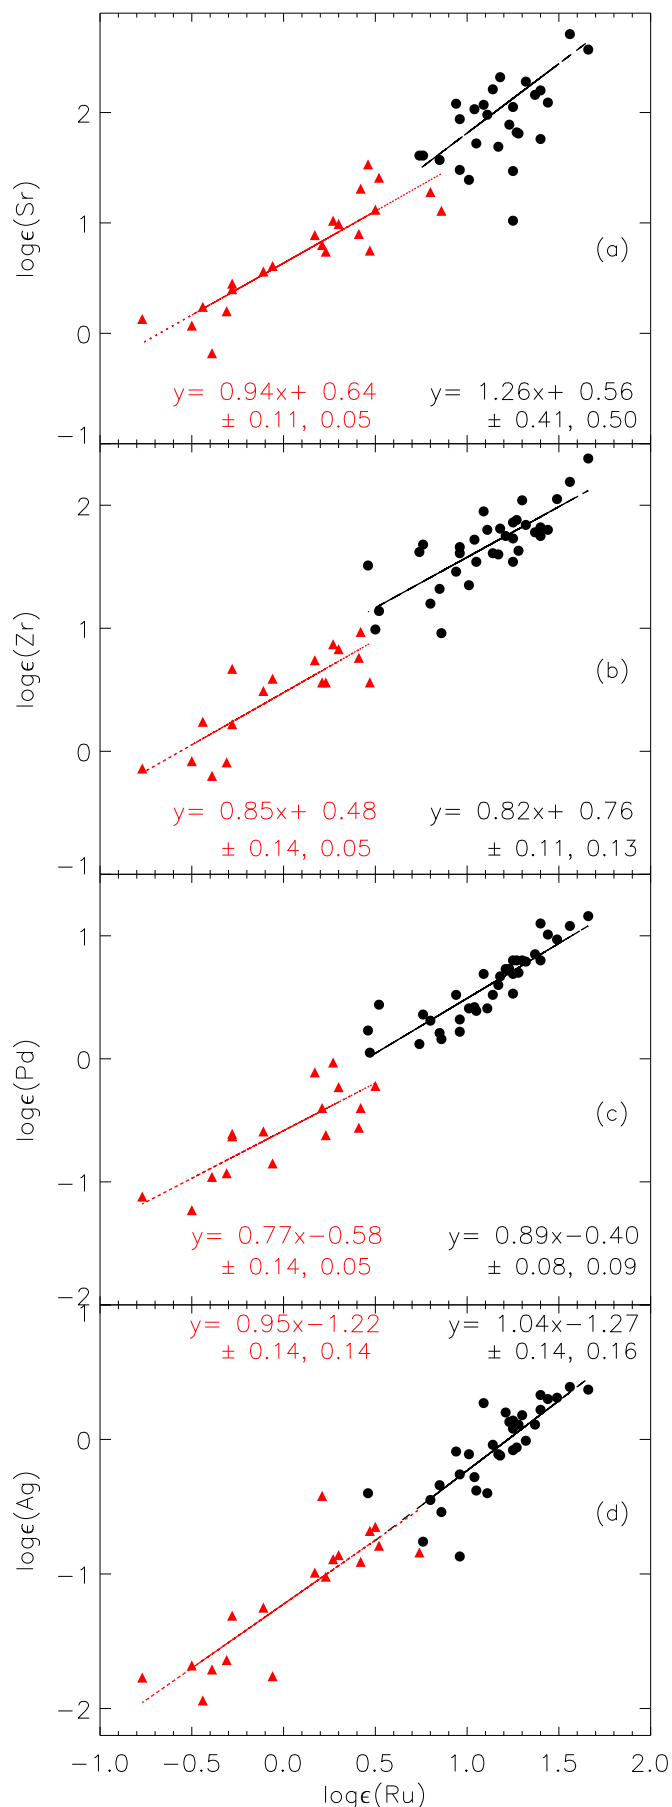 2
1
0
−1
logϵ(Sr)
(a)
y= 0.94x+ 0.64
± 0.11, 0.05
y= 1.26x+ 0.56
± 0.41, 0.50
2
1
0
−1
logϵ(Zr)
(b)
y= 0.85x+ 0.48
± 0.14, 0.05
y= 0.82x+ 0.76
± 0.11, 0.13
1
0
−1
−2
logϵ(Pd)
(c)
y= 0.77x−0.58
± 0.14, 0.05
y= 0.89x−0.40
± 0.08, 0.09
1
0
−1
−2
logϵ(Ag)
y= 0.95x−1.22
± 0.14, 0.14
y= 1.04x−1.27
± 0.14, 0.16
(d)
−1.0 −0.5 0.0 0.5 1.0 1.5 2.0
logϵ(Ru)